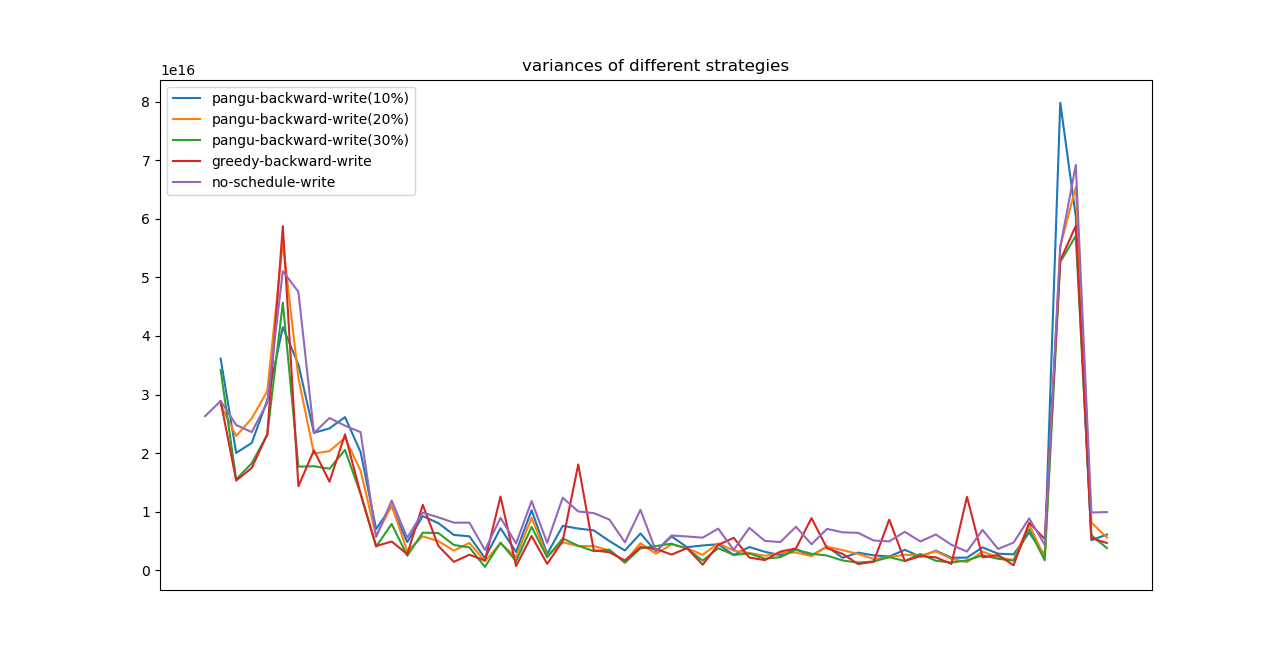 variances of different strategies
1e16
8
7
6
5
4
3
2
1
0
pangu-backward-write(10%)
pangu-backward-write(20%)
pangu-backward-write(30%)
greedy-backward-write
no-schedule-write